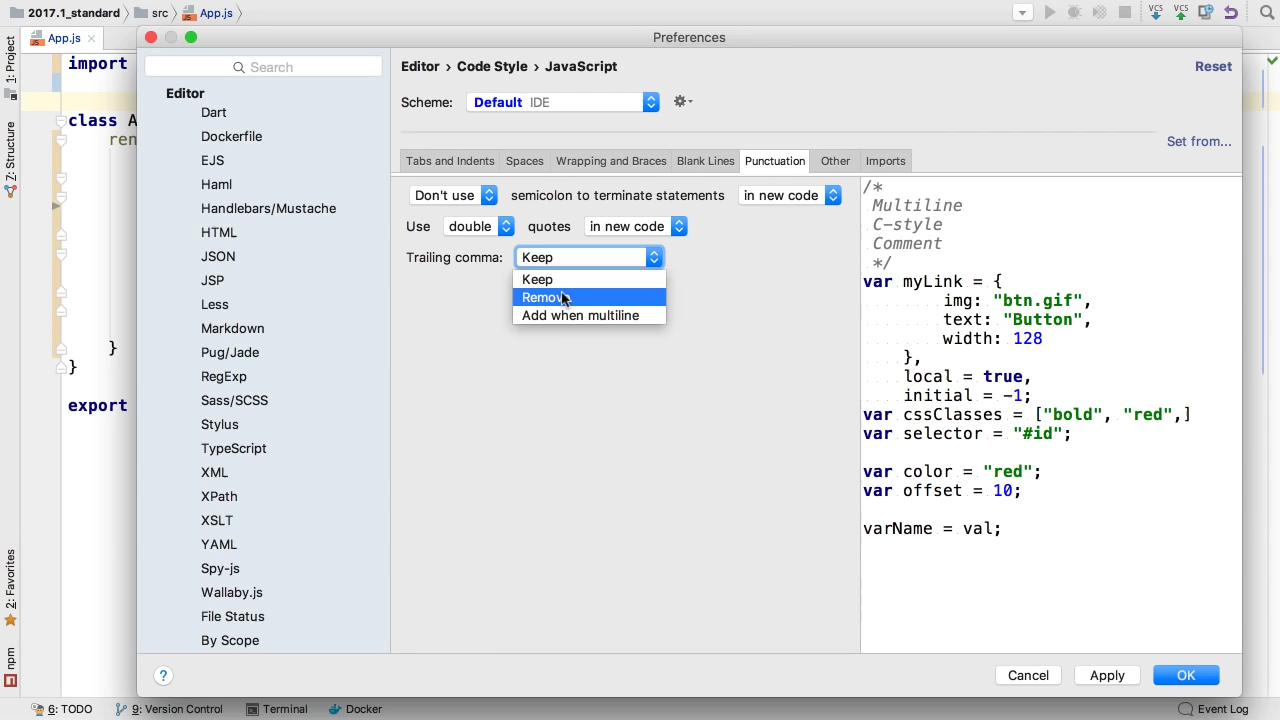 2017.1_standard
src
App.js
VCS
VCS
1: Project
Z: Structure
2: Favorites
npm
App.js
import
class A
ren
}
}
export
Preferences
Search
Editor
Dart
Dockerfile
EJS
Haml
Handlebars/Mustache
HTML
JSON
JSP
Less
Markdown
Pug/Jade
RegExp
Sass/SCSS
Stylus
TypeScript
XML
XPath
XSLT
YAML
Spy-js
Wallaby.js
File Status
By Scope
Editor › Code Style › JavaScript
Reset
Scheme: Default IDE
Set from...
Tabs and Indents Spaces Wrapping and Braces Blank Lines Punctuation Other Imports
Don't use semicolon to terminate statements in new code
Use double quotes in new code
Trailing comma: Keep
Keep
Remove
Add when multiline
/*
Multiline
C-style
Comment
*/
var myLink = {
img: "btn.gif",
text: "Button",
width: 128
},
local = true,
initial = -1;
var cssClasses = ["bold", "red",]
var selector = "#id";
var color = "red";
var offset = 10;
varName = val;
?
Cancel
Apply
OK
6: TODO
9: Version Control
Terminal
Docker
Event Log